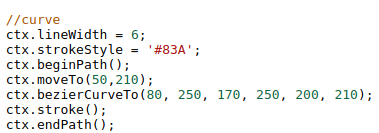 //curve
ctx.lineWidth = 6;
ctx.strokeStyle = '#83A';
ctx.beginPath();
ctx.moveTo(50,210);
ctx.bezierCurveTo(80, 250, 170, 250, 200, 210);
ctx.stroke();
ctx.endPath();